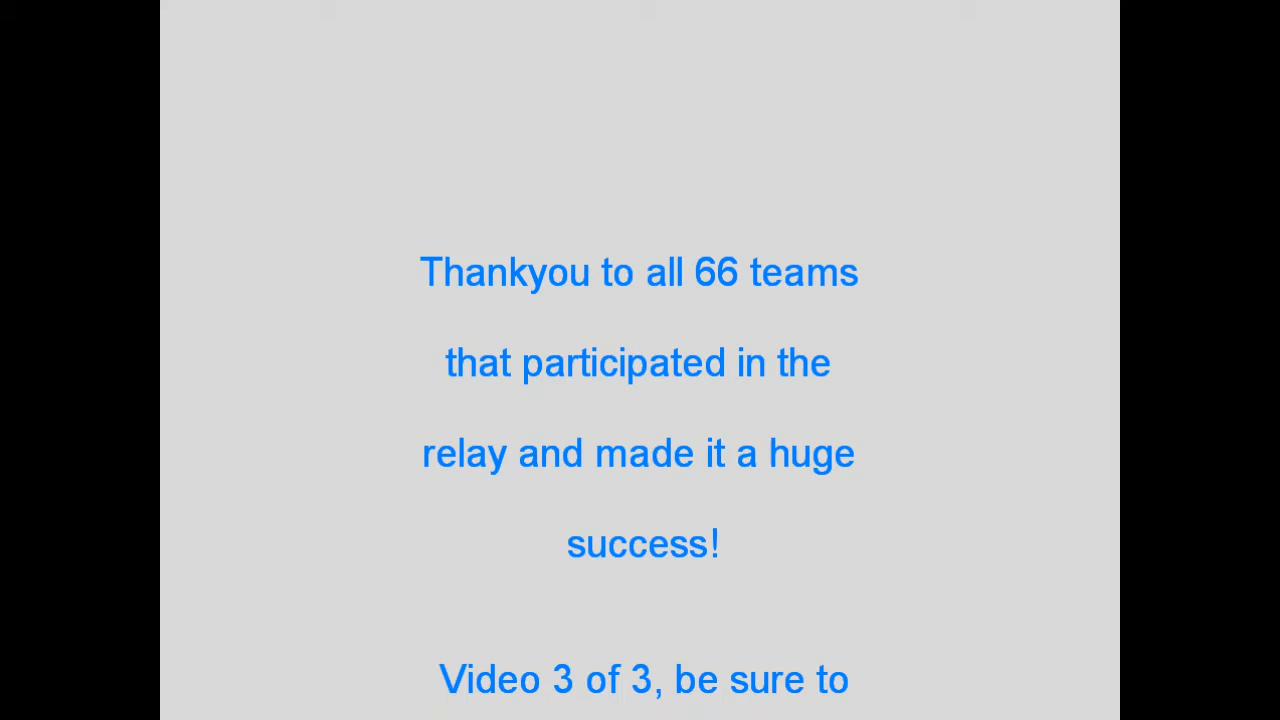 Thankyou to all 66 teams
that participated in the
relay and made it a huge
success!
Video 3 of 3, be sure to